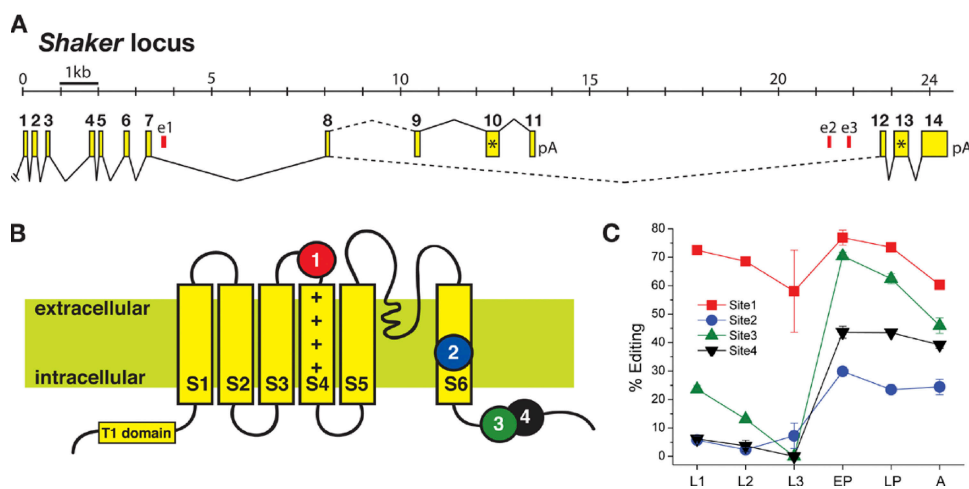 A
Shaker locus
1kb
0 5 10 15 20 24
1 2 3 4 5 6 7 e1 8 9 10 11 e2 e3 12 13 14
* pA * pA
B
extracellular
intracellular
1
+
+
+
+
2
S1 S2 S3 S4 S5 S6
3 4
T1 domain
C
% Editing
80
70
60
50
40
30
20
10
0
Site1
Site2
Site3
Site4
L1 L2 L3 EP LP A